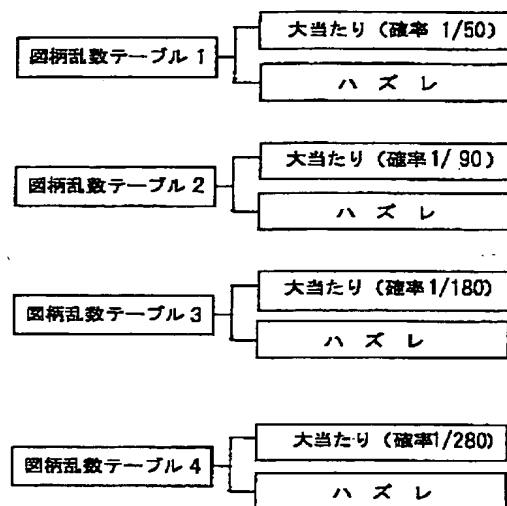 大当たり（確率 1/50）
図柄乱数テーブル 1
ハ ズ レ
大当たり（確率1/ 90）
図柄乱数テーブル 2
ハ ズ レ
大当たり（確率1/180）
図柄乱数テーブル 3
ハ ズ レ
大当たり（確率1/280）
図柄乱数テーブル 4
ハ ズ レ